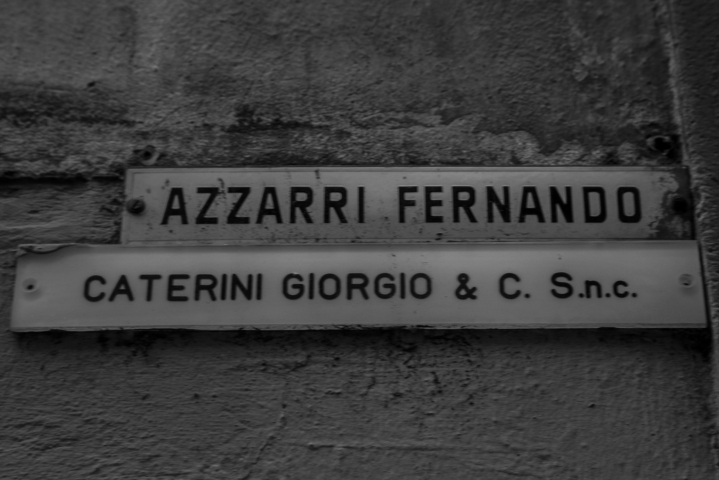 AZZARRI FERNANDO
CATERINI GIORGIO & C. S.n.c.